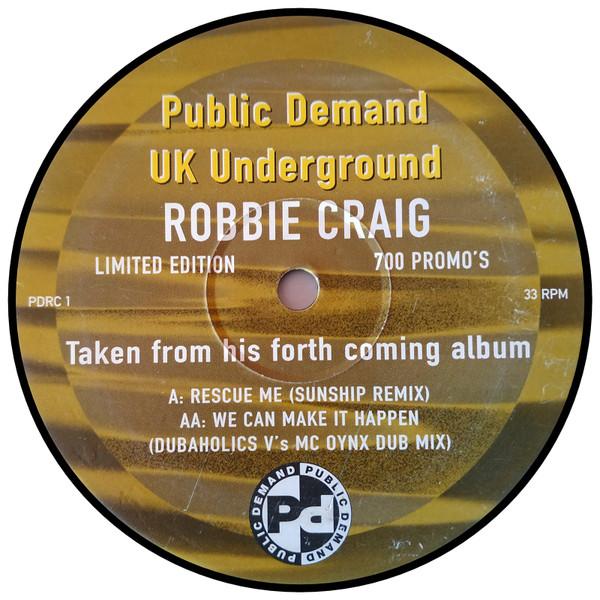 Public Demand
UK Underground
ROBBIE CRAIG
LIMITED EDITION 700 PROMO'S
PDRC 1 33 RPM
Taken from his forth coming album
A: RESCUE ME (SUNSHIP REMIX)
AA: WE CAN MAKE IT HAPPEN
(DUBAHOLICS V's MC OYNX DUB MIX)
PUBLIC DEMAND PUBLIC DEMAND
Pd